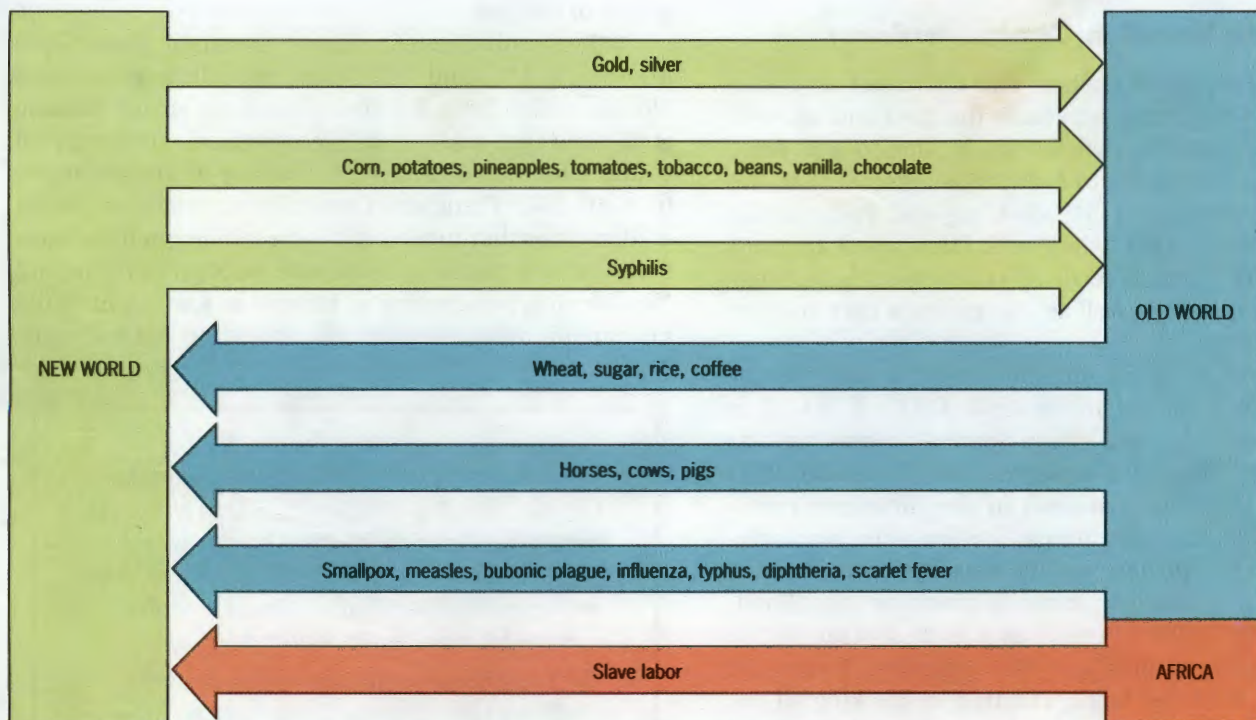 Gold, silver
Corn, potatoes, pineapples, tomatoes, tobacco, beans, vanilla, chocolate
Syphilis
OLD WORLD
NEW WORLD
Wheat, sugar, rice, coffee
Horses, cows, pigs
Smallpox, measles, bubonic plague, influenza, typhus, diphtheria, scarlet fever
Slave labor
AFRICA